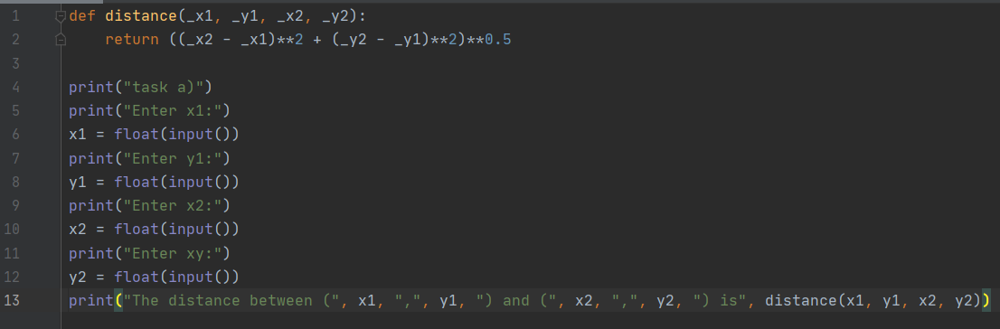 1 def distance(_x1, _y1, _x2, _y2):
2 return ((_x2 - _x1)**2 + (_y2 - _y1)**2)**0.5
3
4 print("task a)")
5 print("Enter x1:")
6 x1 = float(input())
7 print("Enter y1:")
8 y1 = float(input())
9 print("Enter x2:")
10 x2 = float(input())
11 print("Enter xy:")
12 y2 = float(input())
13 print("The distance between (", x1, ",", y1, ") and (", x2, ",", y2, ") is", distance(x1, y1, x2, y2))